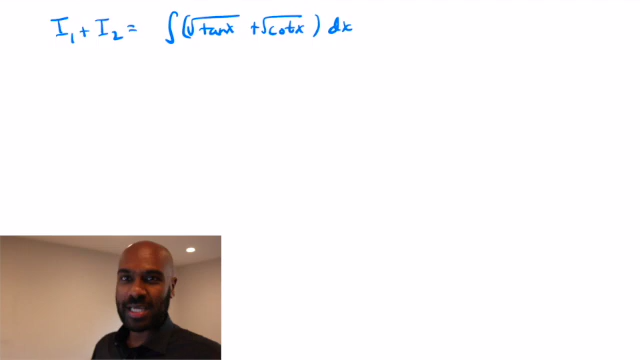 I₁ + I₂ = ∫(√tanx + √cotx) dx